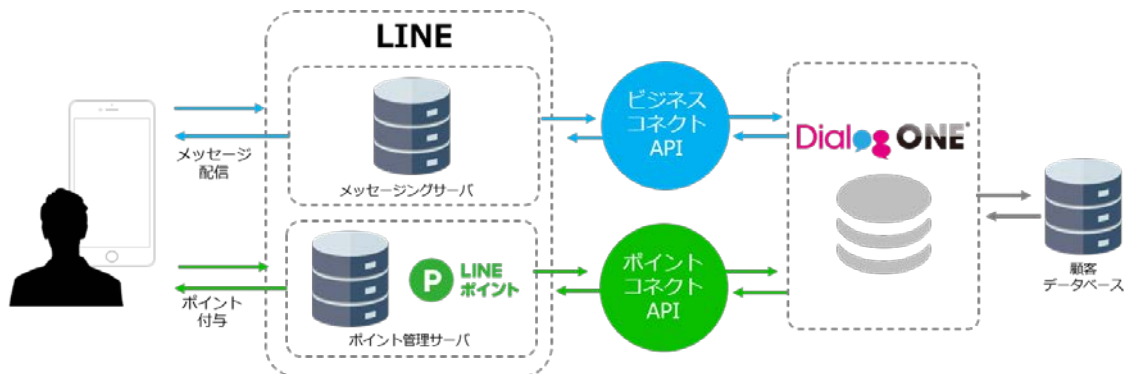 LINE
メッセージ
配信
メッセージングサーバ
ビジネス
コネクト
API
DialogONE®
ポイント
付与
P
LINE
ポイント
ポイント管理サーバ
ポイント
コネクト
API
顧客
データベース